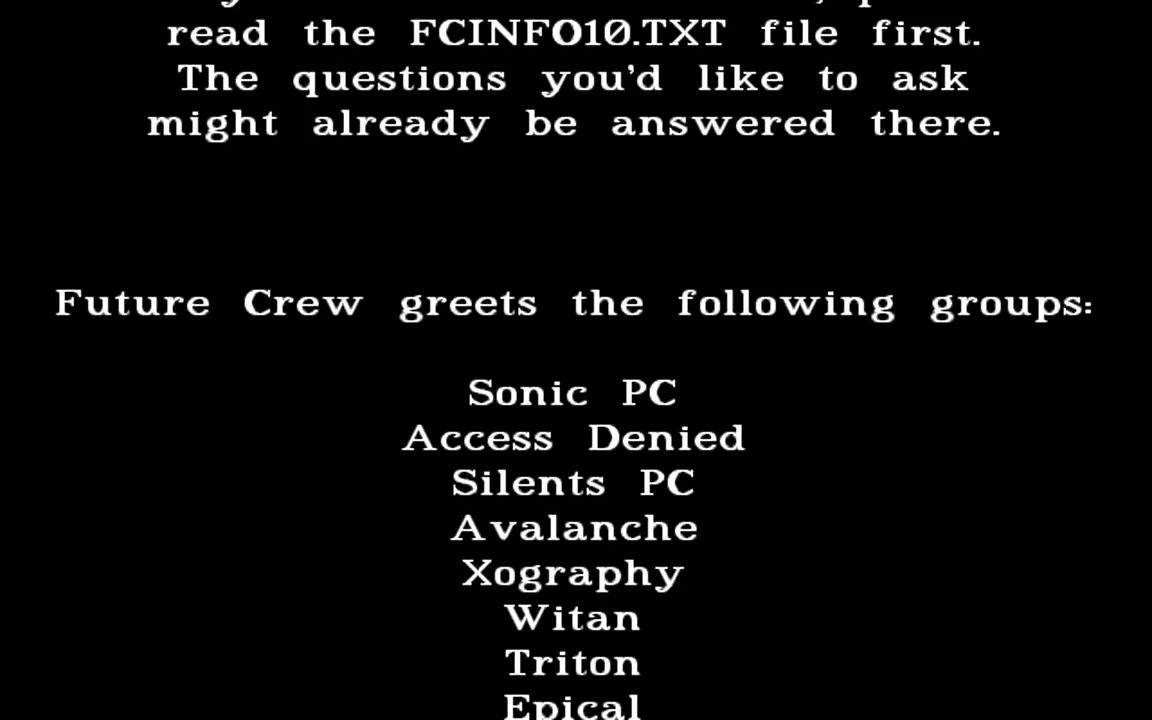 read the FCINFO10.TXT file first.
The questions you'd like to ask
might already be answered there.
Future Crew greets the following groups:
Sonic PC
Access Denied
Silents PC
Avalanche
Xography
Witan
Triton
Epical